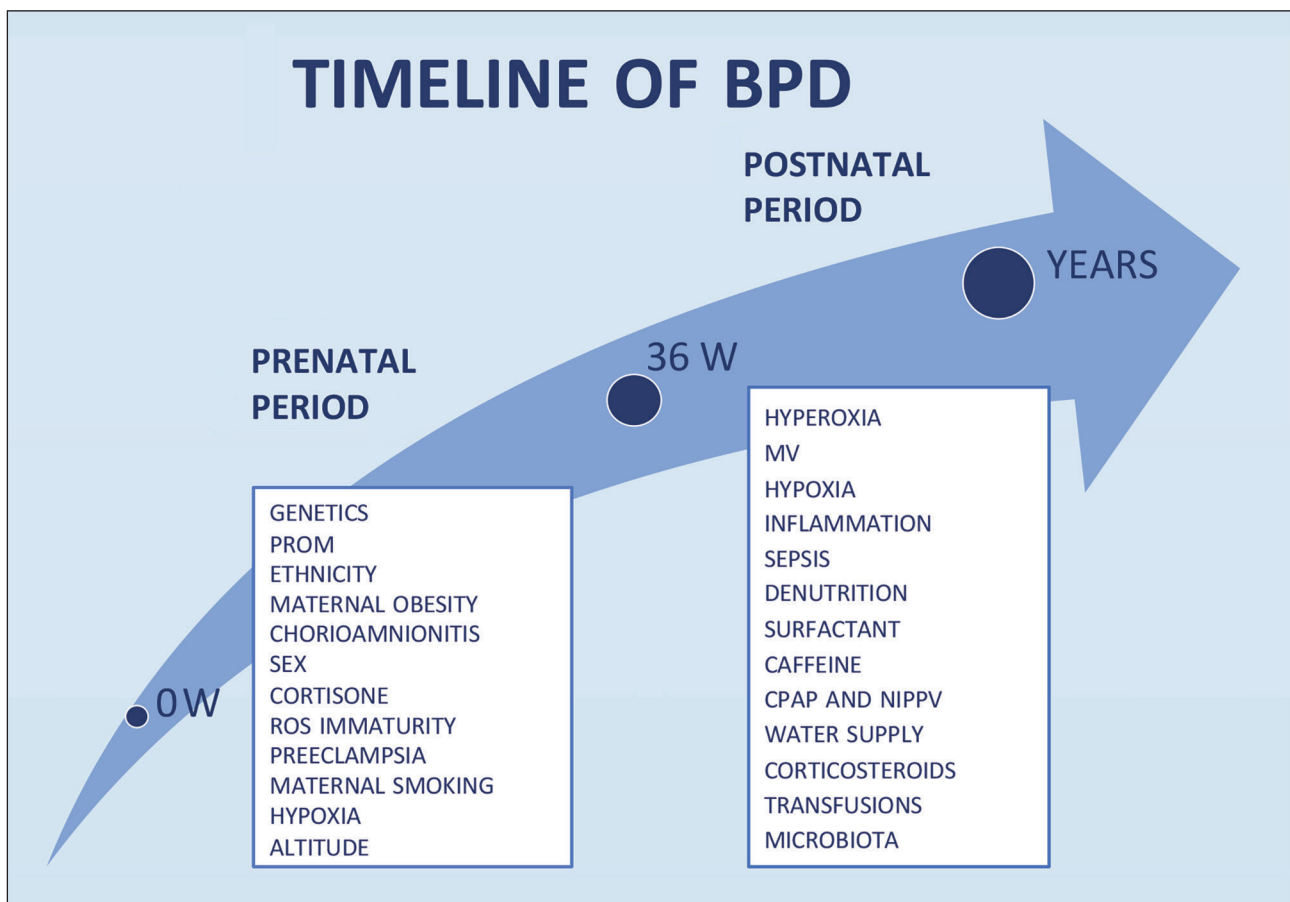 TIMELINE OF BPD
POSTNATAL
PERIOD
YEARS
PRENATAL
PERIOD
36 W
0 W
GENETICS
PROM
ETHNICITY
MATERNAL OBESITY
CHORIOAMNIONITIS
SEX
CORTISONE
ROS IMMATURITY
PREECLAMPSIA
MATERNAL SMOKING
HYPOXIA
ALTITUDE
HYPEROXIA
MV
HYPOXIA
INFLAMMATION
SEPSIS
DENUTRITION
SURFACTANT
CAFFEINE
CPAP AND NIPPV
WATER SUPPLY
CORTICOSTEROIDS
TRANSFUSIONS
MICROBIOTA